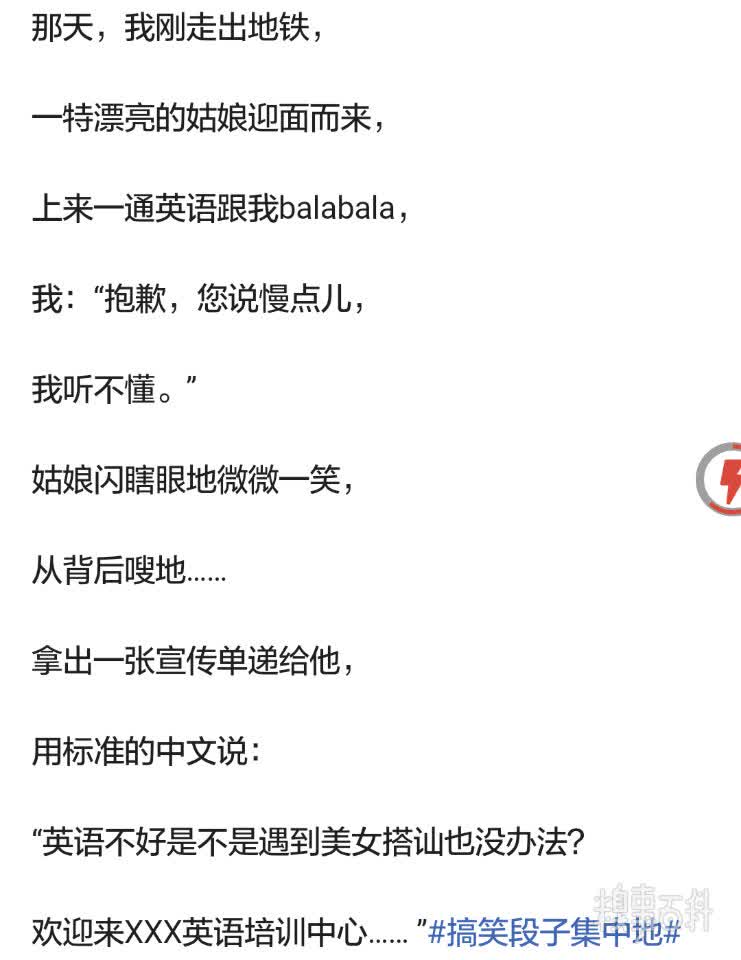 那天，我刚走出地铁，
一特漂亮的姑娘迎面而来，
上来一通英语跟我balabala，
我：“抱歉，您说慢点儿，
我听不懂。”
姑娘闪瞎眼地微微一笑，
从背后嗖地……
拿出一张宣传单递给他，
用标准的中文说：
“英语不好是不是遇到美女搭讪也没办法？
欢迎来XXX英语培训中心…… ”#搞笑段子集中地#
糗事百科